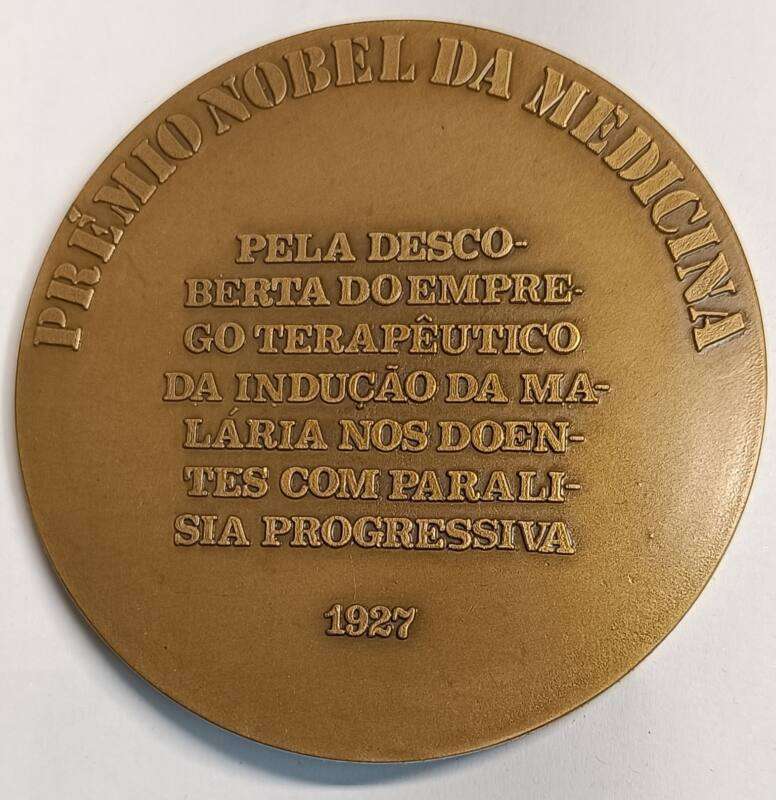 PRÉMIO NOBEL DA MEDICINA
PELA DESCO-
BERTA DO EMPRE-
GO TERAPÊUTICO
DA INDUÇÃO DA MA-
LÁRIA NOS DOEN-
TES COM PARALI-
SIA PROGRESSIVA
1927